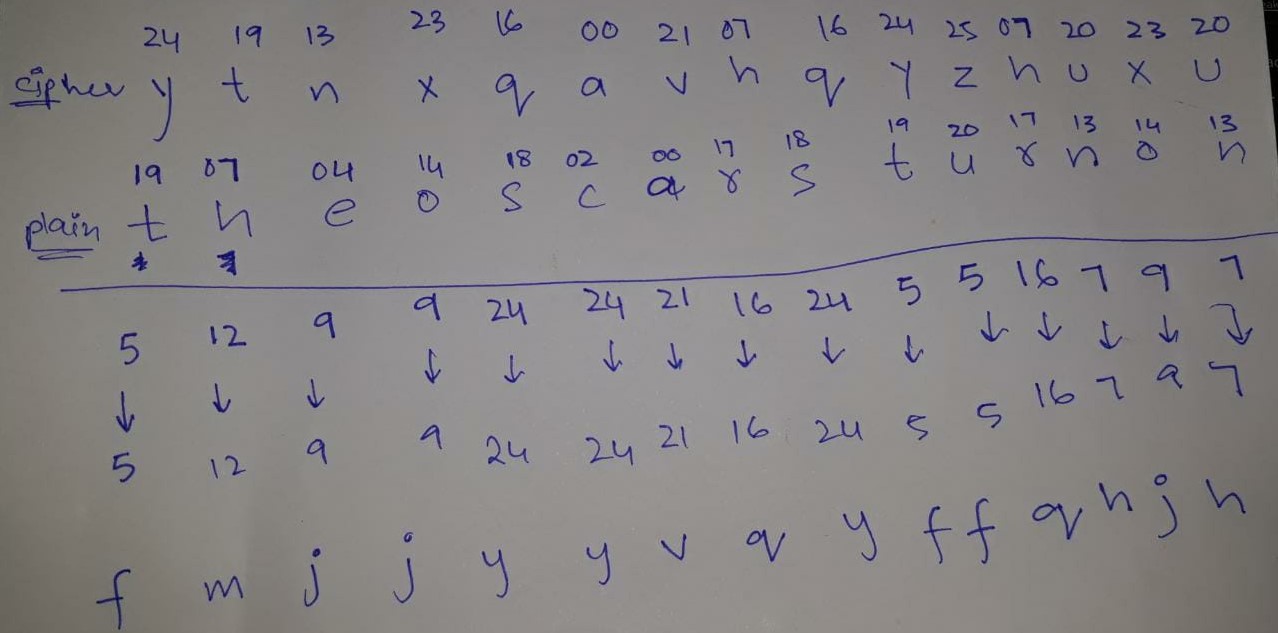 24 19 13 23 16 00 21 07 16 24 25 07 20 23 20
cipher y t n x q a v h q y z h u x u
19 07 04 14 18 02 00 17 18 19 20 17 13 14 13
plain t h e o s c a r s t u r n o n
5 12 9 9 24 24 21 16 24 5 5 16 7 9 7
↓ ↓ ↓ ↓ ↓ ↓ ↓ ↓ ↓ ↓ ↓ ↓ ↓ ↓ ↓
5 12 9 9 24 24 21 16 24 5 5 16 7 9 7
f m j j y y v q y f f q h j h